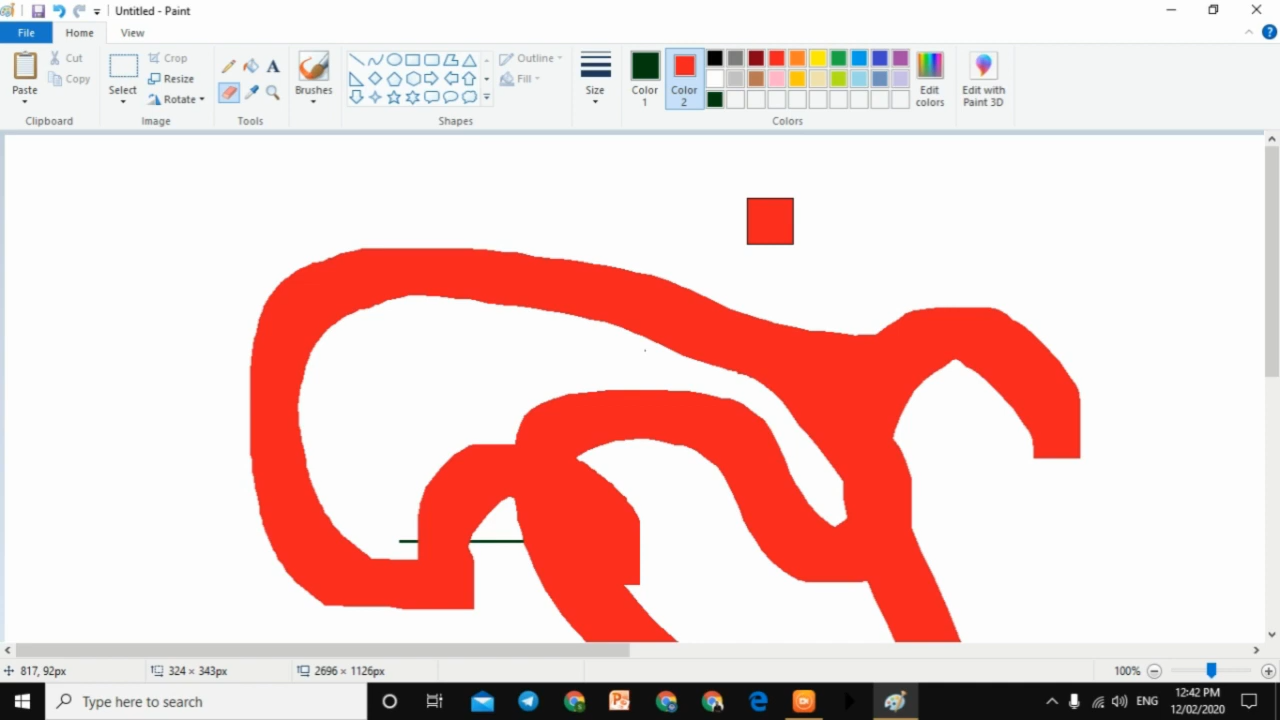 Untitled - Paint
File Home View
Paste
Cut
Copy
Clipboard
Select
Crop
Resize
Rotate
Image
A
Tools
Brushes
Outline
Fill
Shapes
Size
Color 1
Color 2
Edit colors
Colors
Edit with Paint 3D
817, 92px
324 × 343px
2696 × 1126px
100%
Type here to search
ENG
12:42 PM
12/02/2020